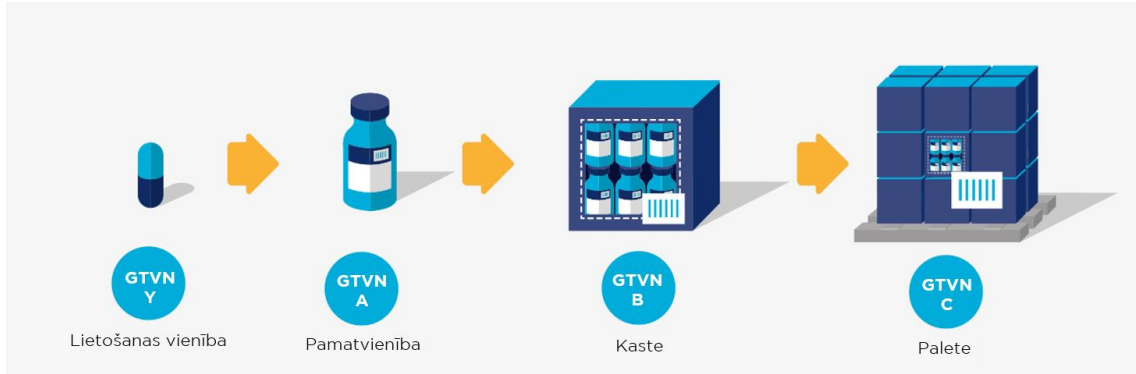 GTVN
Y
Lietošanas vienība
GTVN
A
Pamatvienība
GTVN
B
Kaste
GTVN
C
Palete